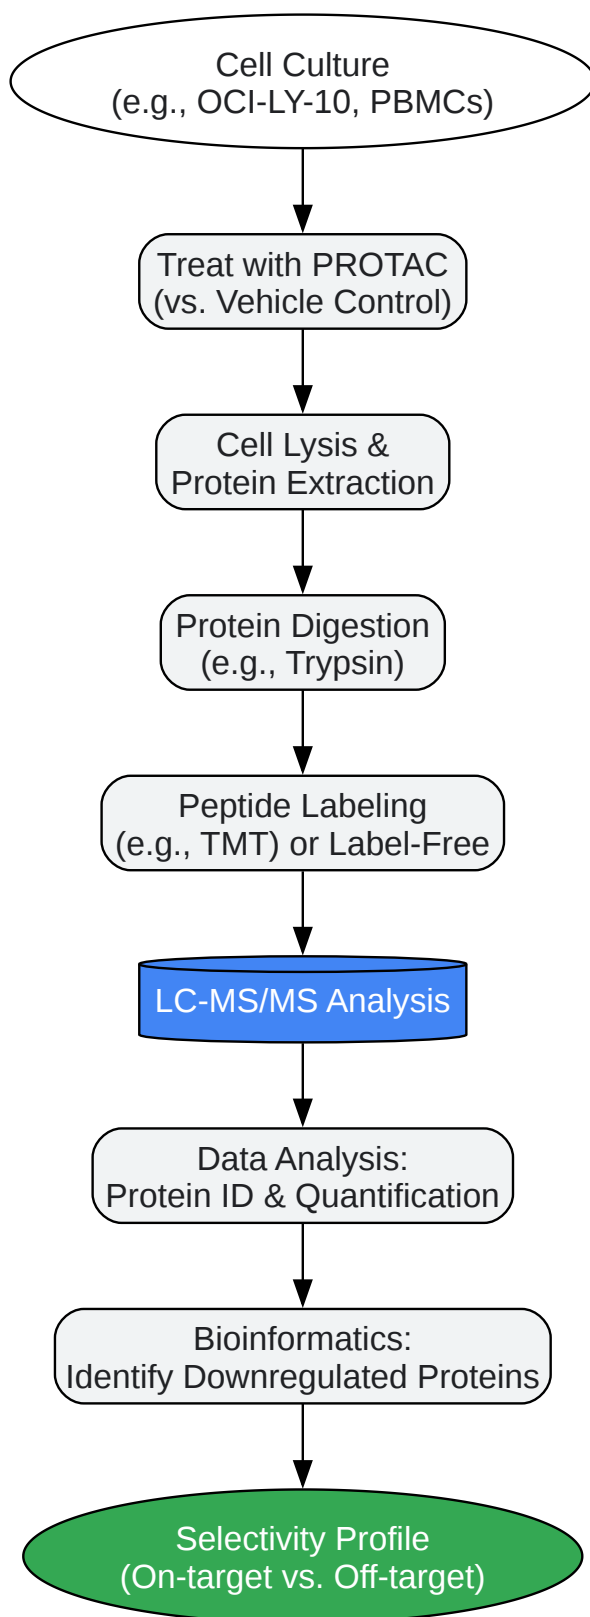 Cell Culture
(e.g., OCI-LY-10, PBMCs)
Treat with PROTAC
(vs. Vehicle Control)
Cell Lysis &
Protein Extraction
Protein Digestion
(e.g., Trypsin)
Peptide Labeling
(e.g., TMT) or Label-Free
LC-MS/MS Analysis
Data Analysis:
Protein ID & Quantification
Bioinformatics:
Identify Downregulated Proteins
Selectivity Profile
(On-target vs. Off-target)